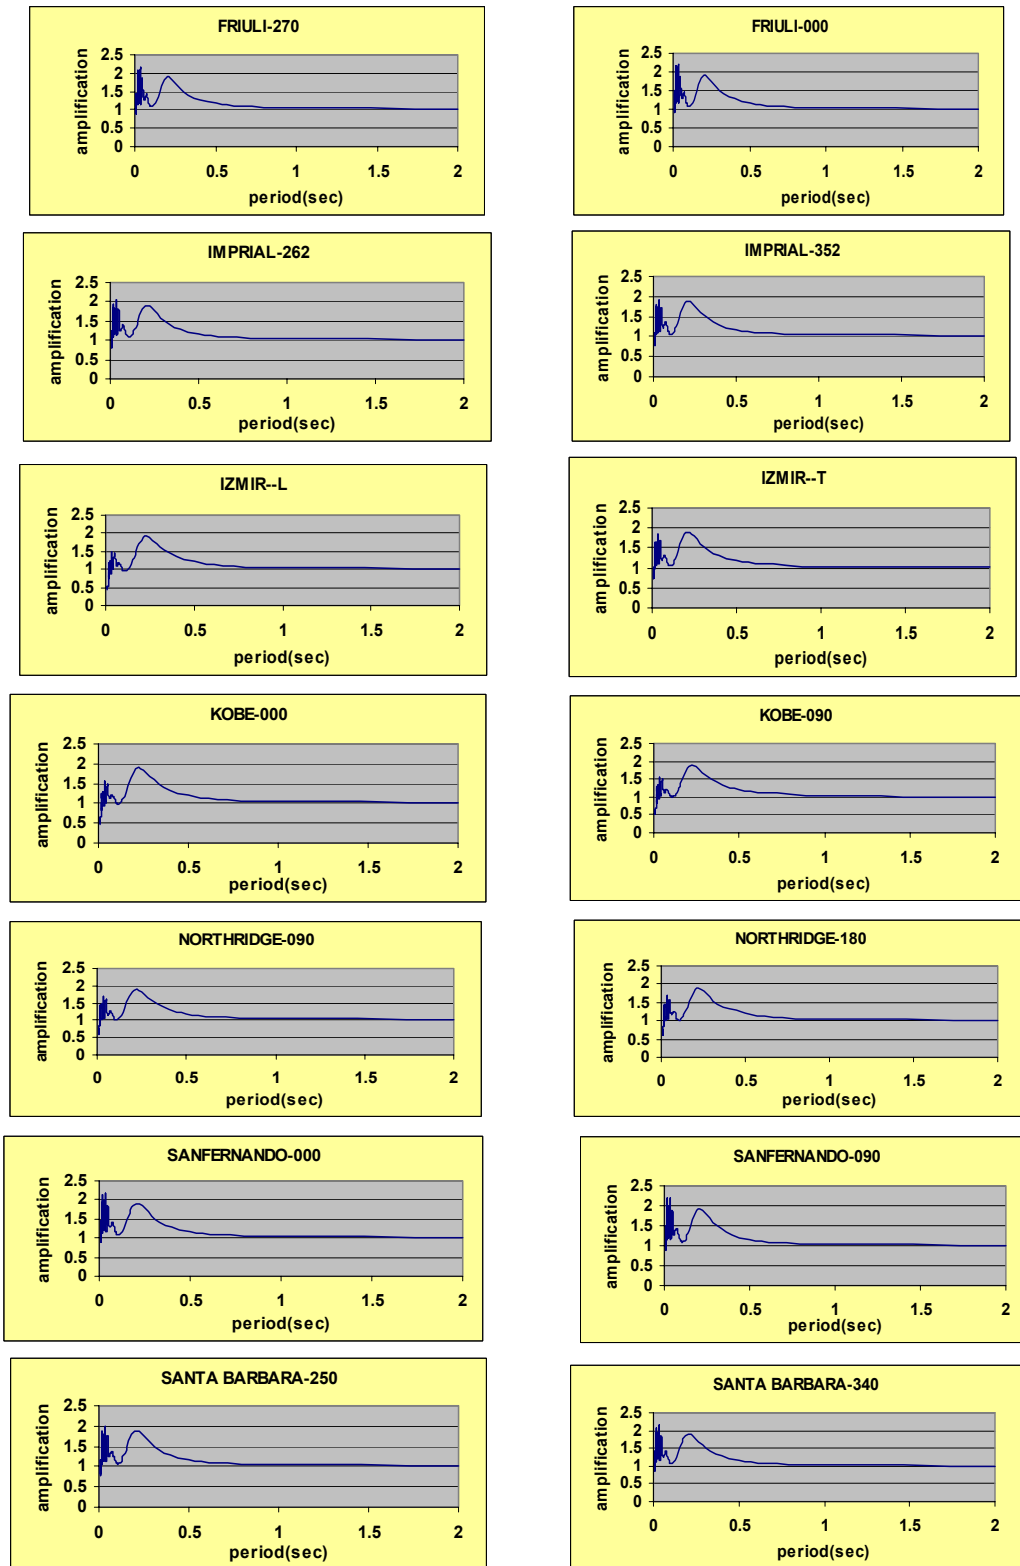 FRIULI-270
amplification
2.5
2
1.5
1
0.5
0
0 0.5 1 1.5 2
period(sec)
FRIULI-000
amplification
2.5
2
1.5
1
0.5
0
0 0.5 1 1.5 2
period(sec)
IMPRIAL-262
amplification
2.5
2
1.5
1
0.5
0
0 0.5 1 1.5 2
period(sec)
IMPRIAL-352
amplification
2.5
2
1.5
1
0.5
0
0 0.5 1 1.5 2
period(sec)
IZMIR--L
amplification
2.5
2
1.5
1
0.5
0
0 0.5 1 1.5 2
period(sec)
IZMIR--T
amplification
2.5
2
1.5
1
0.5
0
0 0.5 1 1.5 2
period(sec)
KOBE-000
amplification
2.5
2
1.5
1
0.5
0
0 0.5 1 1.5 2
period(sec)
KOBE-090
amplification
2.5
2
1.5
1
0.5
0
0 0.5 1 1.5 2
period(sec)
NORTHRIDGE-090
amplification
2.5
2
1.5
1
0.5
0
0 0.5 1 1.5 2
period(sec)
NORTHRIDGE-180
amplification
2.5
2
1.5
1
0.5
0
0 0.5 1 1.5 2
period(sec)
SANFERNANDO-000
amplification
2.5
2
1.5
1
0.5
0
0 0.5 1 1.5 2
period(sec)
SANFERNANDO-090
amplification
2.5
2
1.5
1
0.5
0
0 0.5 1 1.5 2
period(sec)
SANTA BARBARA-250
amplification
2.5
2
1.5
1
0.5
0
0 0.5 1 1.5 2
period(sec)
SANTA BARBARA-340
amplification
2.5
2
1.5
1
0.5
0
0 0.5 1 1.5 2
period(sec)